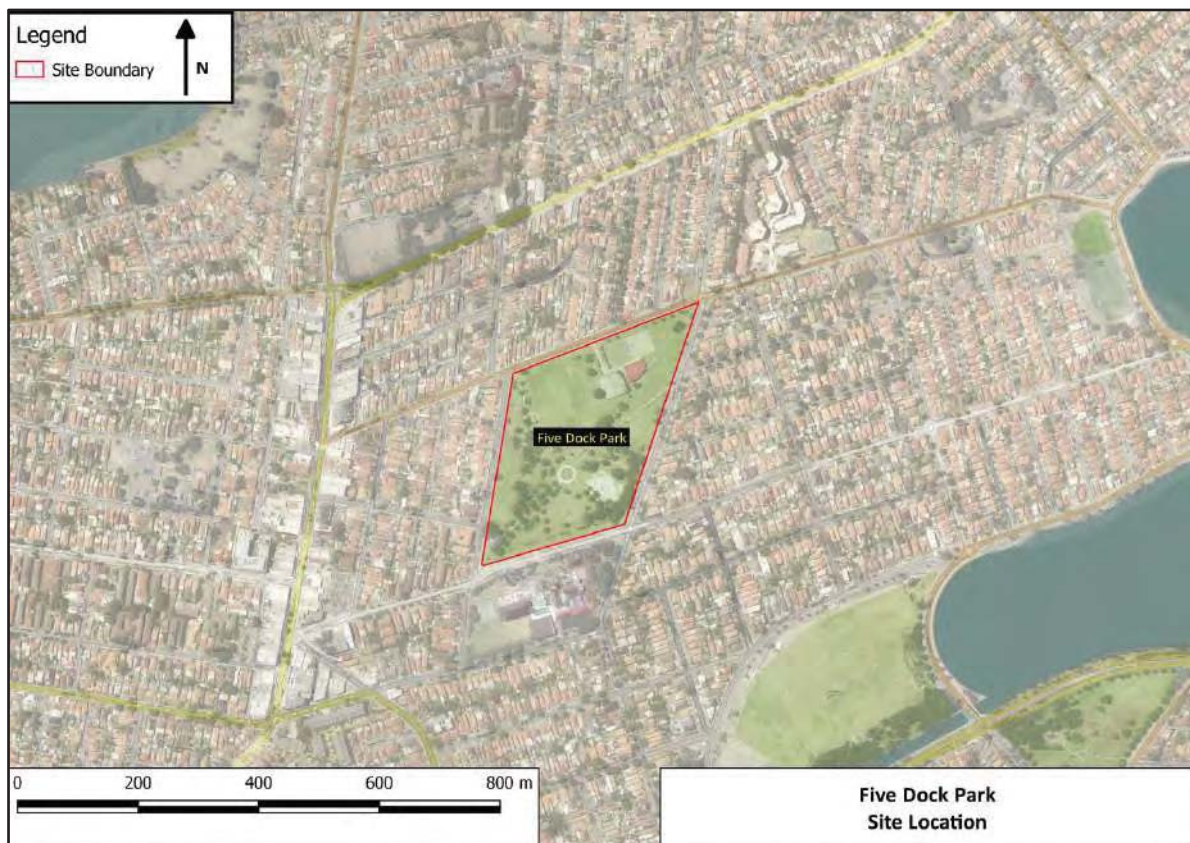 Legend
N
Site Boundary
Five Dock Park
0 200 400 600 800 m
Five Dock Park
Site Location